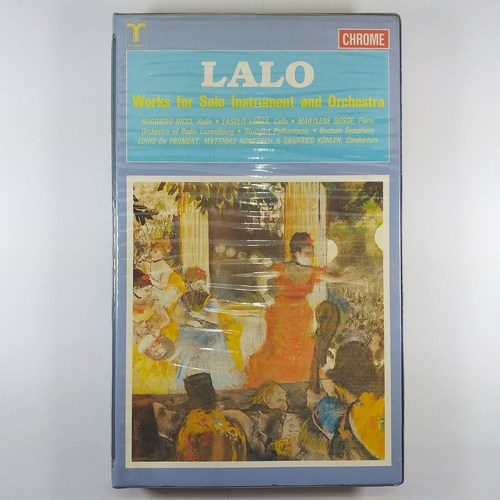 CHROME
LALO
Works for Solo Instrument and Orchestra
RUGGIERO RICCI, Violin • LASZLO VARGA, Cello • MARYLENE DOSSE, Piano
Orchestra of Radio Luxembourg • Stuttgart Philharmonic • Bochum Symphony
LOUIS De FROMENT, MATTHIAS KUNTZSCH & SIEGFRIED KÖHLER, Conductors